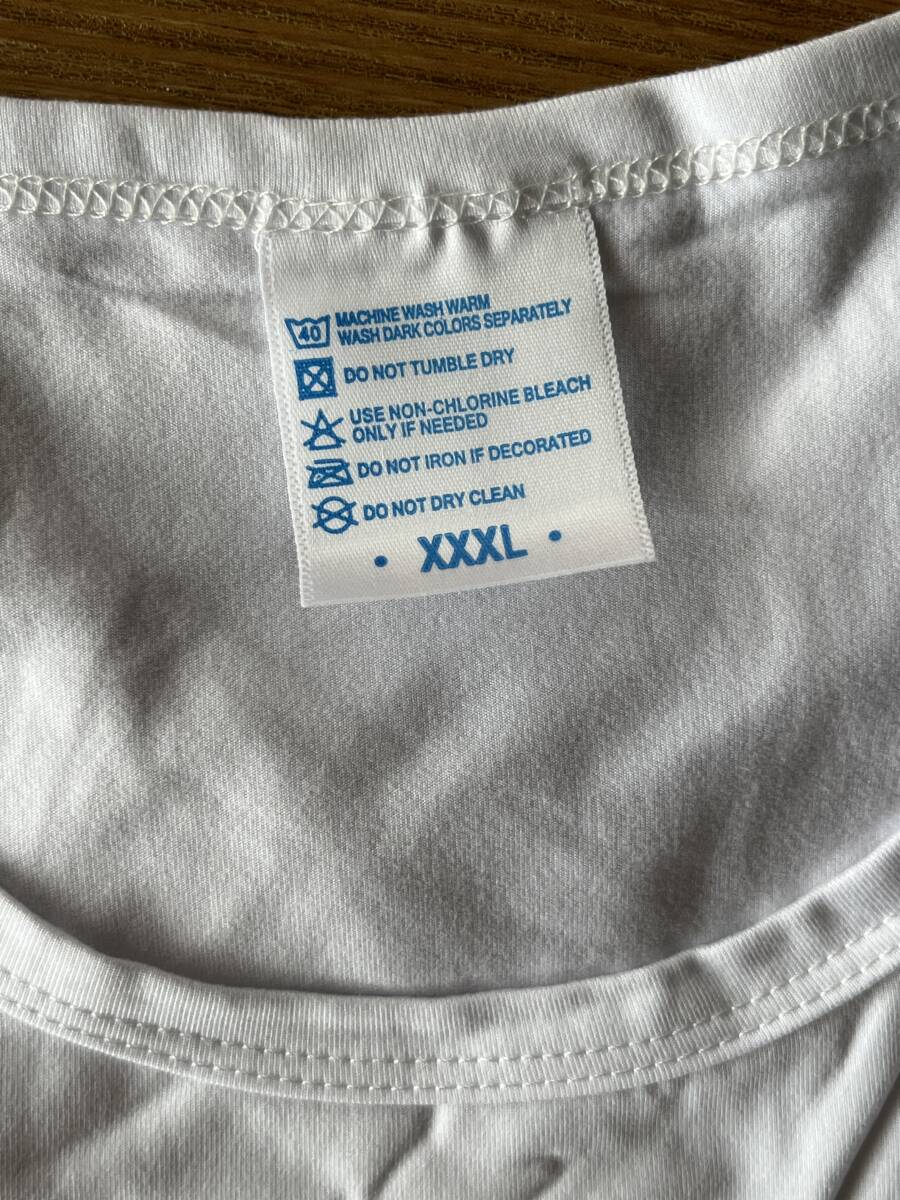 40 MACHINE WASH WARM
WASH DARK COLORS SEPARATELY
DO NOT TUMBLE DRY
USE NON-CHLORINE BLEACH
ONLY IF NEEDED
DO NOT IRON IF DECORATED
DO NOT DRY CLEAN
• XXXL •